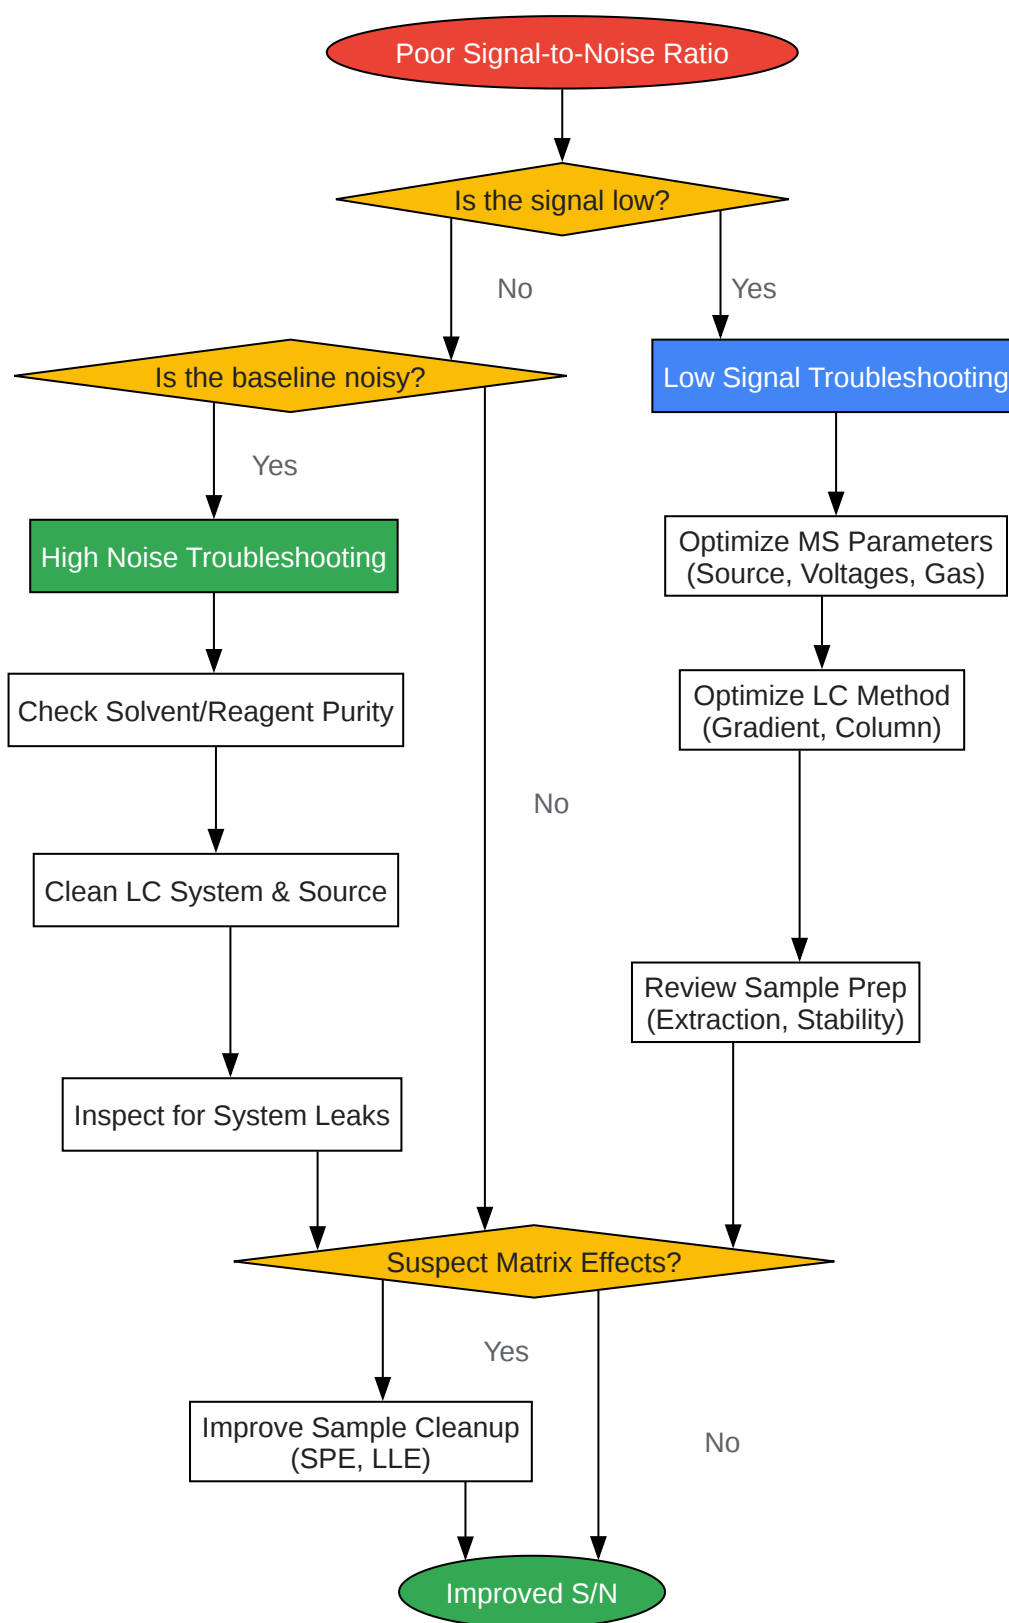 Poor Signal-to-Noise Ratio
Is the signal low?
No
Yes
Is the baseline noisy?
Low Signal Troubleshooting
Yes
High Noise Troubleshooting
Optimize MS Parameters
(Source, Voltages, Gas)
Check Solvent/Reagent Purity
Optimize LC Method
(Gradient, Column)
No
Clean LC System & Source
Review Sample Prep
(Extraction, Stability)
Inspect for System Leaks
Suspect Matrix Effects?
Yes
No
Improve Sample Cleanup
(SPE, LLE)
Improved S/N